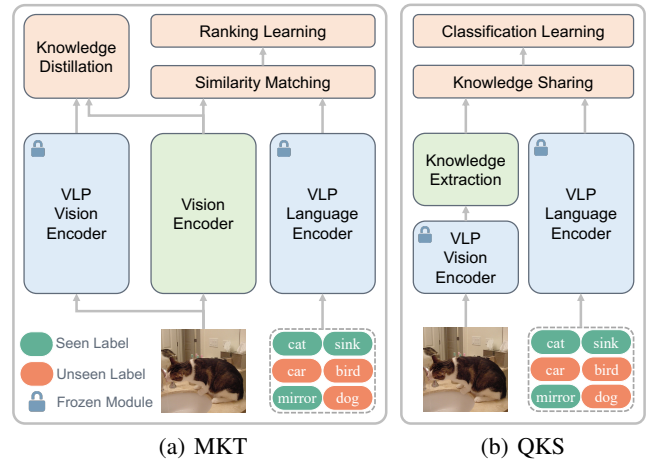 Knowledge
Distillation
Ranking Learning
Similarity Matching
VLP
Vision
Encoder
Vision
Encoder
VLP
Language
Encoder
Seen Label
Unseen Label
Frozen Module
cat sink
car bird
mirror dog
(a) MKT
Classification Learning
Knowledge Sharing
Knowledge
Extraction
VLP
Vision
Encoder
VLP
Language
Encoder
cat sink
car bird
mirror dog
(b) QKS